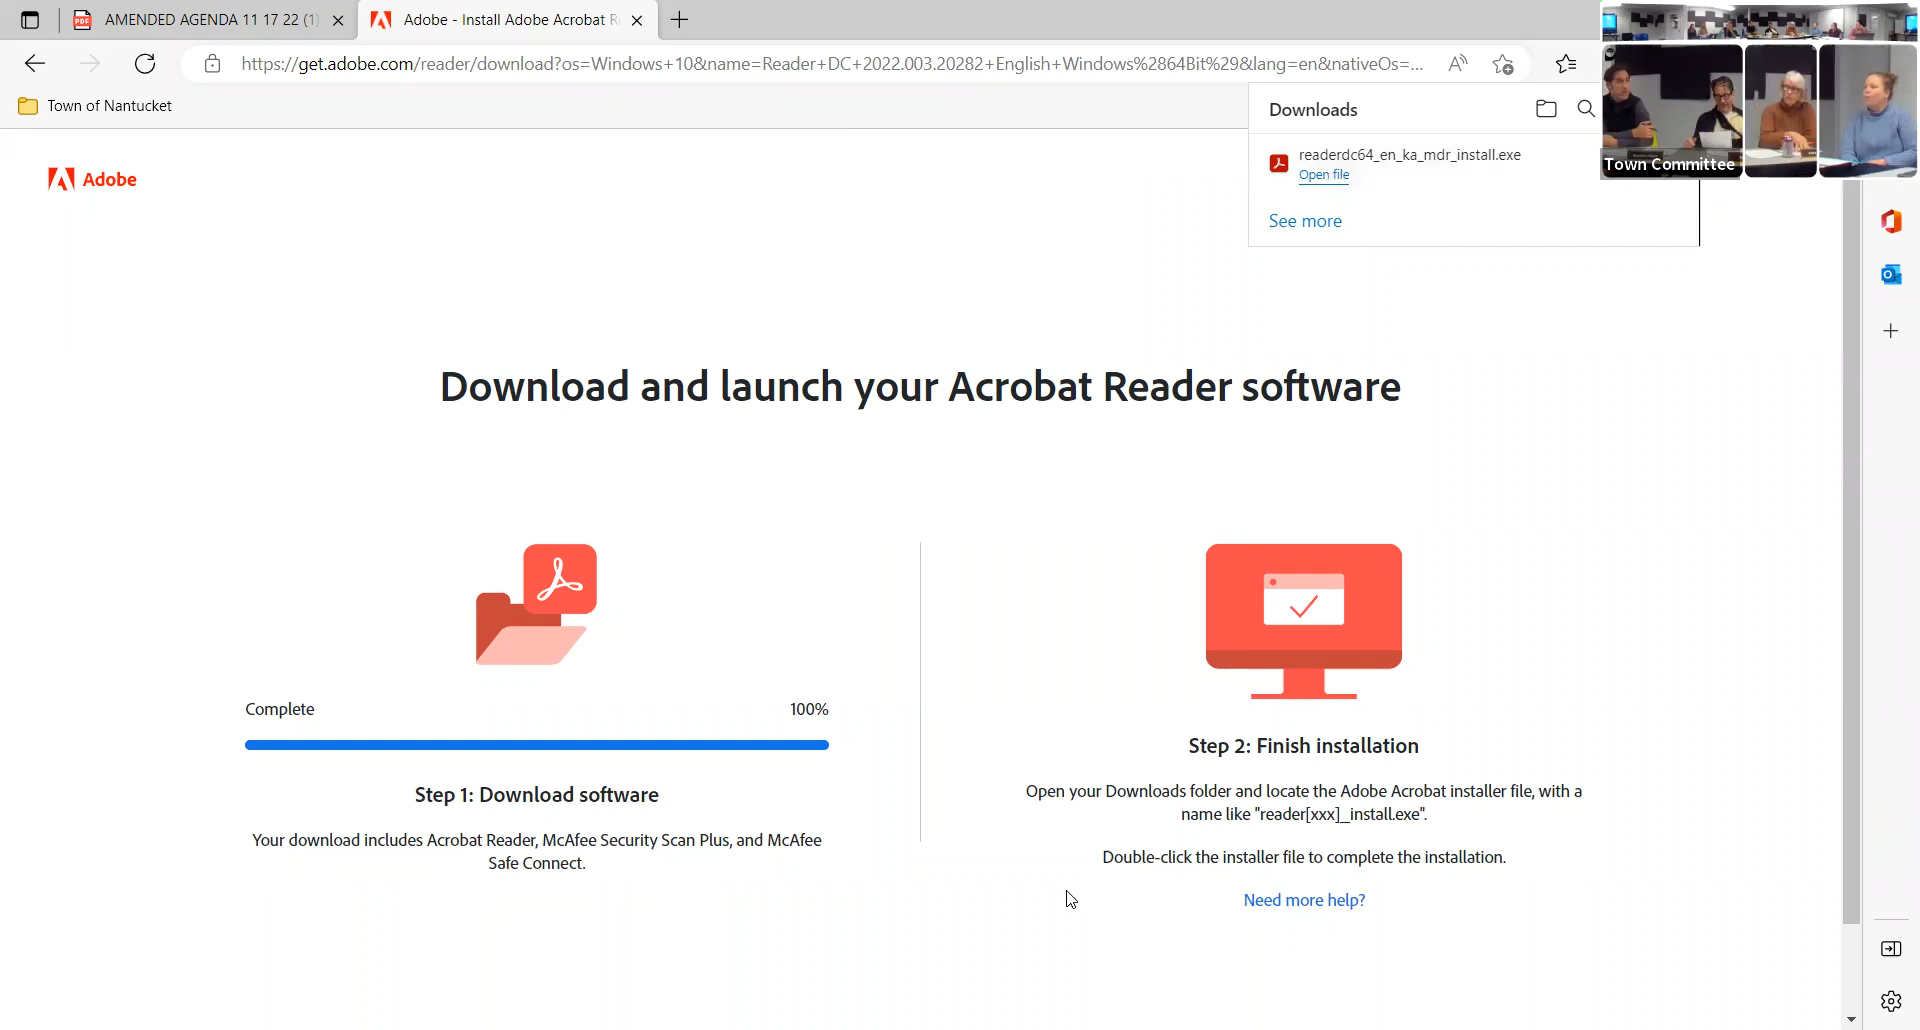 AMENDED AGENDA 11 17 22 (1)
Adobe - Install Adobe Acrobat R
https://get.adobe.com/reader/download?os=Windows+10&name=Reader+DC+2022.003.20282+English+Windows%2864Bit%29&lang=en&nativeOs=...
Town of Nantucket
Downloads
readerdc64_en_ka_mdr_install.exe
Open file
See more
Town Committee
Adobe
Download and launch your Acrobat Reader software
Complete 100%
Step 1: Download software
Your download includes Acrobat Reader, McAfee Security Scan Plus, and McAfee
Safe Connect.
Step 2: Finish installation
Open your Downloads folder and locate the Adobe Acrobat installer file, with a
name like "reader[xxx]_install.exe".
Double-click the installer file to complete the installation.
Need more help?